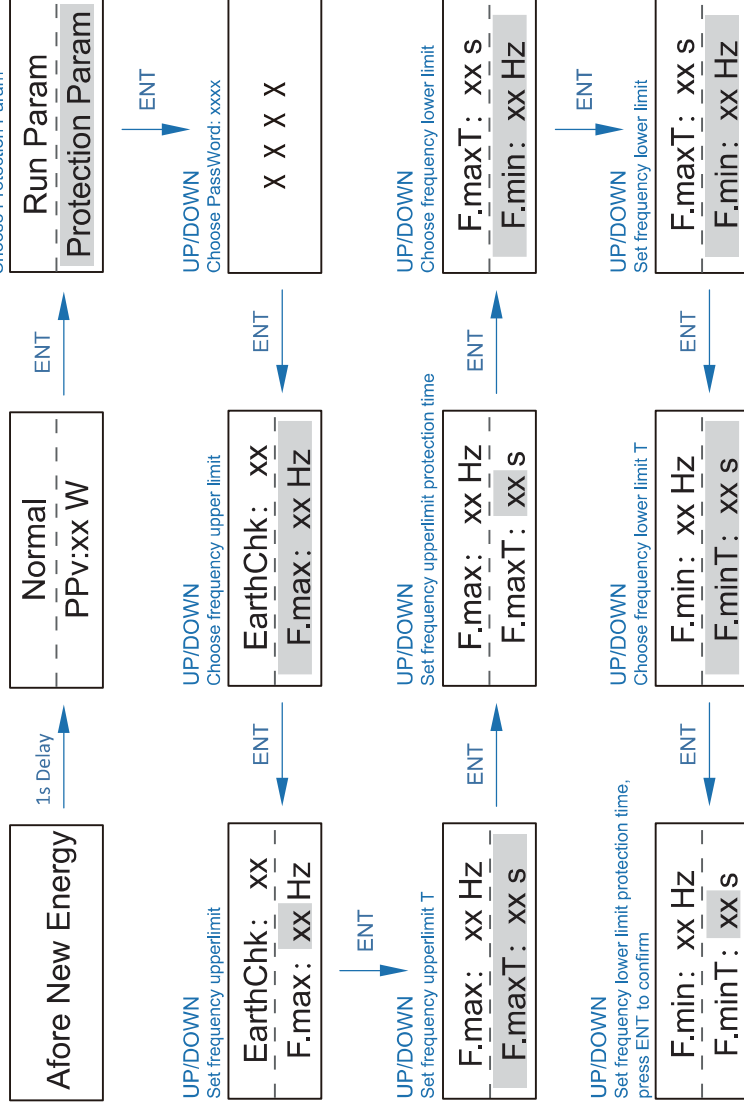 Afore New Energy
1s Delay
Normal
PPv:xx W
ENT
Choose Protection Param
Run Param
Protection Param
ENT
UP/DOWN
Choose PassWord: xxxx
X X X X
ENT
UP/DOWN
Choose frequency upper limit
EarthChk: xx
F.max: xx Hz
ENT
UP/DOWN
Set frequency upperlimit
EarthChk: xx
F.max: xx Hz
ENT
UP/DOWN
Set frequency upperlimit T
F.max: xx Hz
F.maxT: xx s
ENT
UP/DOWN
Set frequency upperlimit protection time
F.max: xx Hz
F.maxT: xx s
ENT
UP/DOWN
Choose frequency lower limit
F.maxT: xx s
F.min: xx Hz
ENT
UP/DOWN
Set frequency lower limit
F.maxT: xx s
F.min: xx Hz
ENT
UP/DOWN
Choose frequency lower limit T
F.min: xx Hz
F.minT: xx s
ENT
UP/DOWN
Set frequency lower limit protection time,
press ENT to confirm
F.min: xx Hz
F.minT: xx s